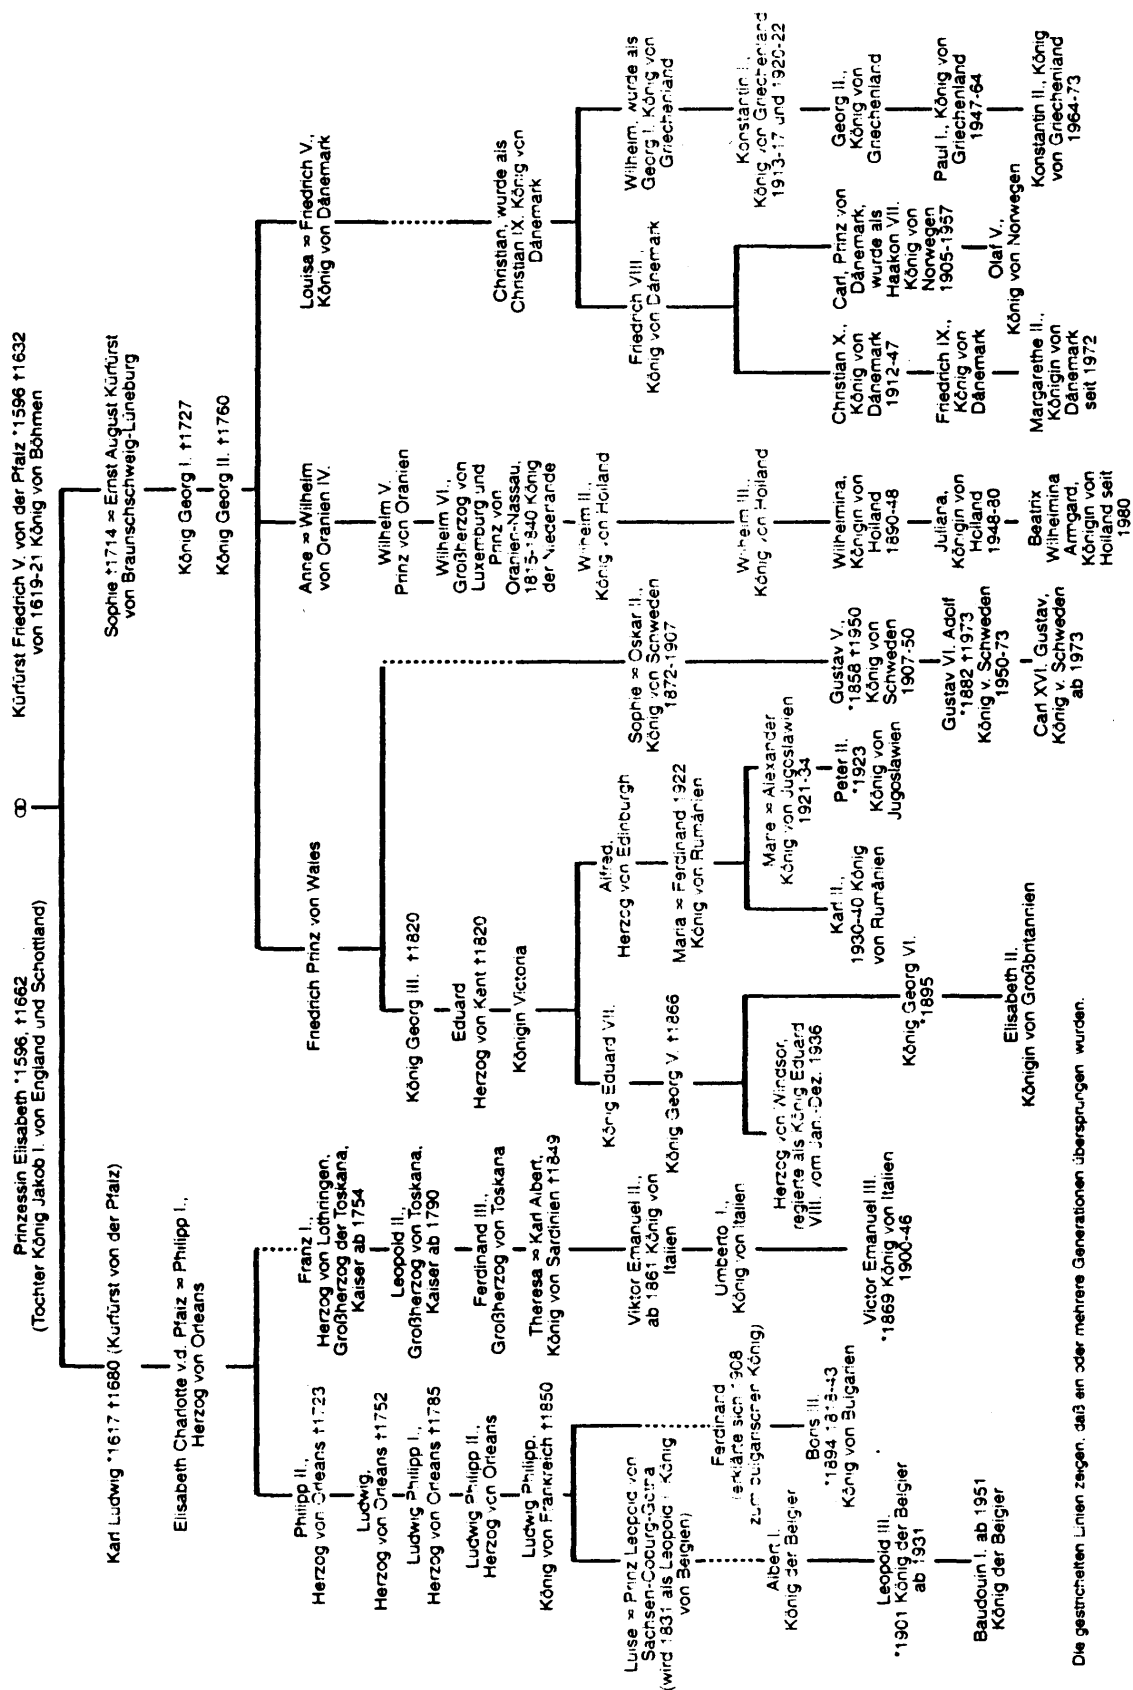 Prinzessin Elisabeth *1596, †1662
(Tochter König Jakob I. von England und Schottland)
Kurfürst Friedrich V. von der Pfalz *1596 †1632
von 1619-21 König von Böhmen
Karl Ludwig *1617 †1680 (Kurfürst von der Pfalz)
Elisabeth Charlotte v.d. Pfalz ∞ Philipp I.,
Herzog von Orleans
Philipp II.,
Herzog von Orleans †1723
Ludwig,
Herzog von Orleans †1752
Ludwig Philipp I.,
Herzog von Orleans †1785
Ludwig Philipp II.,
Herzog von Orleans
Ludwig Philipp,
König von Frankreich †1850
Luise ∞ Prinz Leopold von
Sachsen-Coburg-Gotha
(wird 1831 als Leopold I. König
von Belgien)
Albert I.
König der Belgier
Leopold III.
*1901 König der Belgier
ab 1931
Baudouin I. ab 1951
König der Belgier
Ferdinand
(erklärte sich 1908
zum bulgarischen König)
Boris III.
*1894 1818-43
König von Bulgarien
Franz I.,
Herzog von Lothringen,
Großherzog der Toskana,
Kaiser ab 1754
Leopold II.,
Großherzog von Toskana,
Kaiser ab 1790
Ferdinand III.,
Großherzog von Toskana
Theresa ∞ Karl Albert,
König von Sardinien †1849
Viktor Emanuel II.,
ab 1861 König von
Italien
Umberto I.,
König von Italien
Victor Emanuel III.
*1869 König von Italien
1900-46
Sophie †1714 ∞ Ernst August Kürfürst
von Braunschweig-Lüneburg
König Georg I. †1727
König Georg II. †1760
Friedrich Prinz von Wales
König Georg III. †1820
Eduard
Herzog von Kent †1820
Königin Victoria
König Eduard VII.
König Georg V. †1866
Herzog von Windsor,
regierte als König Eduard
VIII. vom Jan.-Dez. 1936
König Georg VI.
*1895
Elisabeth II.
Königin von Großbritannien
Alfred,
Herzog von Edinburgh
Maria ∞ Ferdinand 1922
König von Rumänien
Karl II.,
1930-40 König
von Rumänien
Marie ∞ Alexander
König von Jugoslawien
1921-34
Peter II.
*1923
König von
Jugoslawien
Sophie ∞ Oskar II.,
König von Schweden
1872-1907
Gustav V.,
*1858 †1950
König von
Schweden
1907-50
Gustav VI. Adolf
*1882 †1973
König v. Schweden
1950-73
Carl XVI. Gustav,
König v. Schweden
ab 1973
Anne ∞ Wilhelm
von Oranien IV.
Wilhelm V.
Prinz von Oranien
Wilhelm VI.,
Großherzog von
Luxemburg und
Prinz von
Oranien-Nassau,
1815-1840 König
der Niederlande
Wilhelm II.,
König von Holland
Wilhelm III.,
König von Holland
Wilhelmina,
Königin von
Holland
1890-48
Juliana,
Königin von
Holland
1948-80
Beatrix
Wilhelmina
Armgard,
Königin von
Holland seit
1980
Louisa ∞ Friedrich V.,
König von Dänemark
Christian, wurde als
Christian IX. König von
Dänemark
Friedrich VIII.,
König von Dänemark
Christian X.,
König von
Dänemark
1912-47
Friedrich IX.,
König von
Dänemark
Margarethe II.,
Königin von
Dänemark
seit 1972
Carl, Prinz von
Dänemark,
wurde als
Haakon VII.
König von
Norwegen
1905-1957
Olaf V.,
König von Norwegen
Wilhelm, wurde als
Georg I. König von
Griechenland
Konstantin I.,
König von Griechenland
1913-17 und 1920-22
Georg II.,
König von
Griechenland
Paul I., König von
Griechenland
1947-64
Konstantin II., König
von Griechenland
1964-73
Die gestrichelten Linien zeigen, daß ein oder mehrere Generationen übersprungen wurden.